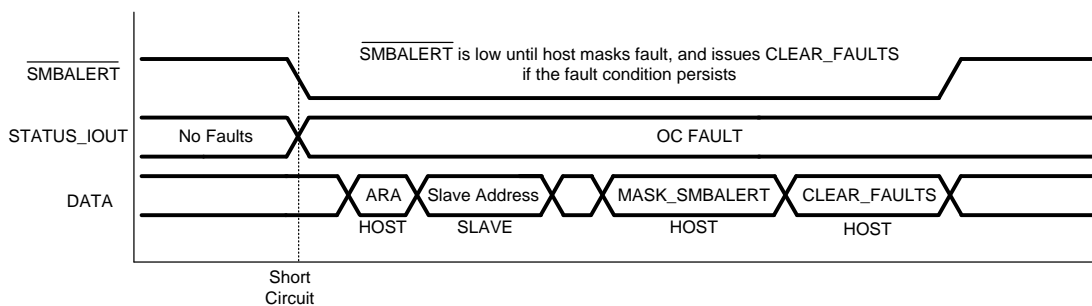 SMBALERT is low until host masks fault, and issues CLEAR_FAULTS
if the fault condition persists
SMBALERT
STATUS_IOUT
No Faults
OC FAULT
DATA
ARA
Slave Address
MASK_SMBALERT
CLEAR_FAULTS
HOST
SLAVE
HOST
HOST
Short
Circuit